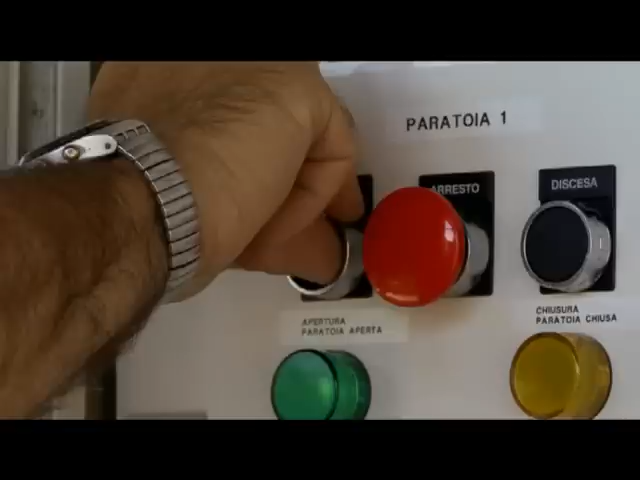 PARATOIA 1
ARRESTO
DISCESA
APERTURA
PARATOIA APERTA
CHIUSURA
PARATOIA CHIUSA